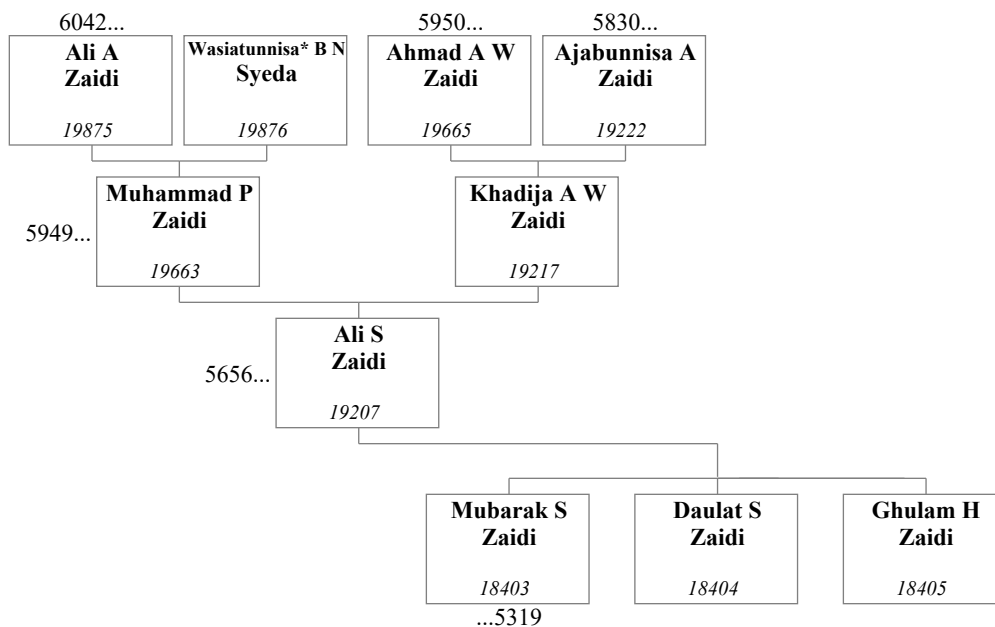 6042...
5950...
5830...
Ali A
Zaidi
19875
Wasiatunnisa* B N
Syeda
19876
Ahmad A W
Zaidi
19665
Ajabunnisa A
Zaidi
19222
5949...
Muhammad P
Zaidi
19663
Khadija A W
Zaidi
19217
5656...
Ali S
Zaidi
19207
Mubarak S
Zaidi
18403
Daulat S
Zaidi
18404
Ghulam H
Zaidi
18405
...5319